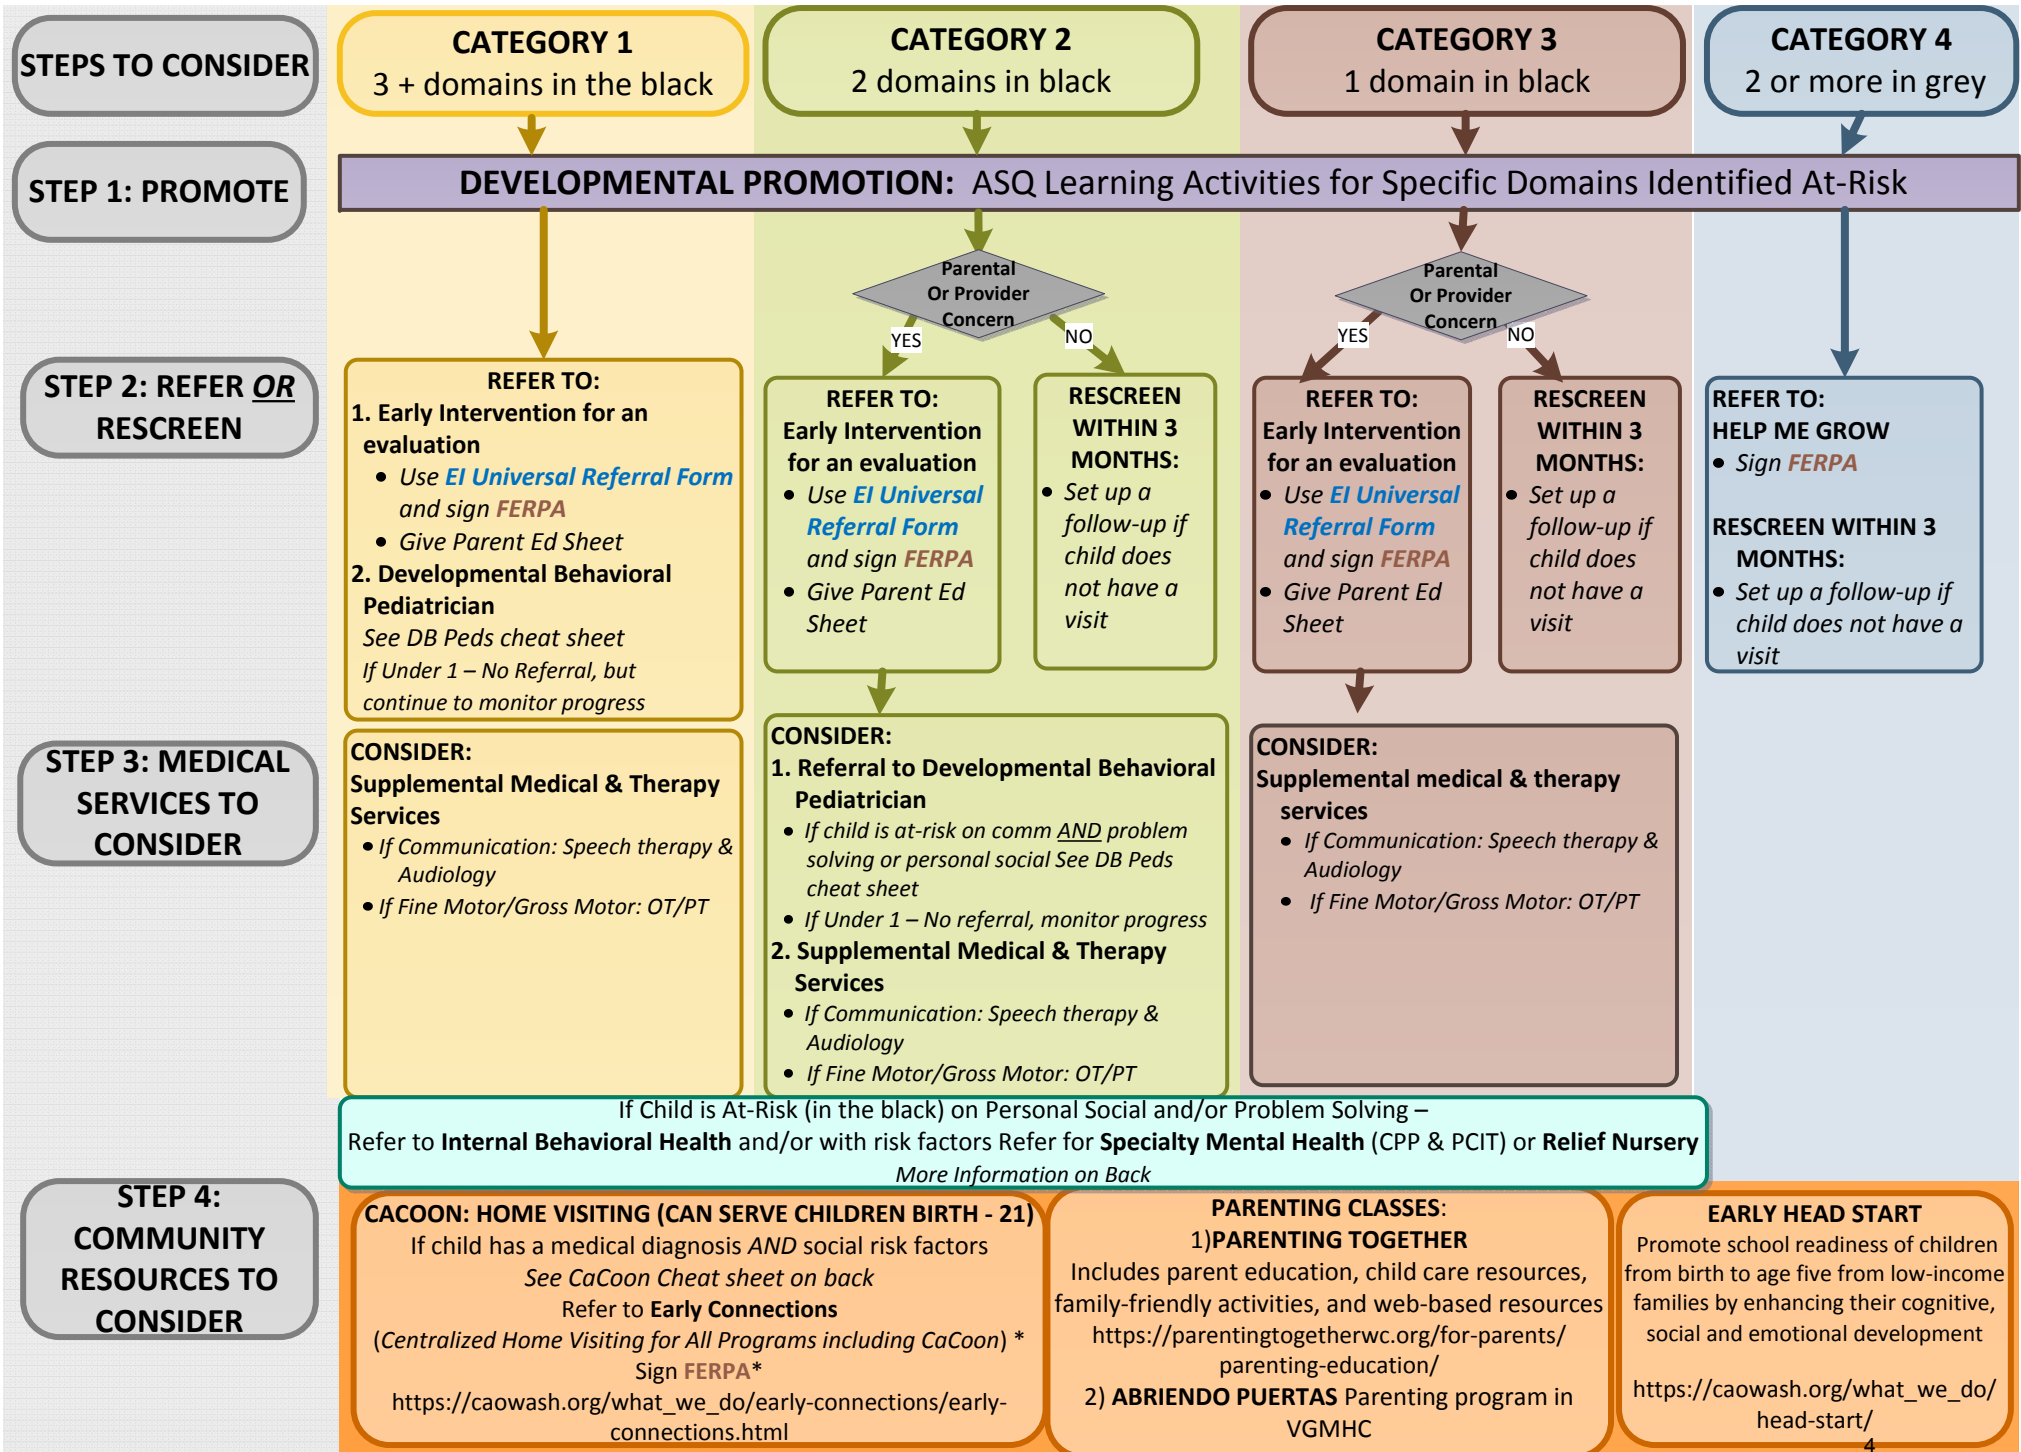 STEPS TO CONSIDER
CATEGORY 1
3 + domains in the black
CATEGORY 2
2 domains in black
CATEGORY 3
1 domain in black
CATEGORY 4
2 or more in grey
STEP 1: PROMOTE
DEVELOPMENTAL PROMOTION: ASQ Learning Activities for Specific Domains Identified At-Risk
Parental
Or Provider
Concern
YES
NO
Parental
Or Provider
Concern
YES
NO
STEP 2: REFER OR
RESCREEN
REFER TO:
1. Early Intervention for an
evaluation
• Use EI Universal Referral Form
and sign FERPA
• Give Parent Ed Sheet
2. Developmental Behavioral
Pediatrician
See DB Peds cheat sheet
If Under 1 – No Referral, but
continue to monitor progress
REFER TO:
Early Intervention
for an evaluation
• Use EI Universal
Referral Form
and sign FERPA
• Give Parent Ed
Sheet
RESCREEN
WITHIN 3
MONTHS:
• Set up a
follow-up if
child does
not have a
visit
REFER TO:
Early Intervention
for an evaluation
• Use EI Universal
Referral Form
and sign FERPA
• Give Parent Ed
Sheet
RESCREEN
WITHIN 3
MONTHS:
• Set up a
follow-up if
child does
not have a
visit
REFER TO:
HELP ME GROW
• Sign FERPA
RESCREEN WITHIN 3
MONTHS:
• Set up a follow-up if
child does not have a
visit
STEP 3: MEDICAL
SERVICES TO
CONSIDER
CONSIDER:
Supplemental Medical & Therapy
Services
• If Communication: Speech therapy &
Audiology
• If Fine Motor/Gross Motor: OT/PT
CONSIDER:
1. Referral to Developmental Behavioral
Pediatrician
• If child is at-risk on comm AND problem
solving or personal social See DB Peds
cheat sheet
• If Under 1 – No referral, monitor progress
2. Supplemental Medical & Therapy
Services
• If Communication: Speech therapy &
Audiology
• If Fine Motor/Gross Motor: OT/PT
CONSIDER:
Supplemental medical & therapy
services
• If Communication: Speech therapy &
Audiology
• If Fine Motor/Gross Motor: OT/PT
If Child is At-Risk (in the black) on Personal Social and/or Problem Solving –
Refer to Internal Behavioral Health and/or with risk factors Refer for Specialty Mental Health (CPP & PCIT) or Relief Nursery
More Information on Back
STEP 4:
COMMUNITY
RESOURCES TO
CONSIDER
CACOON: HOME VISITING (CAN SERVE CHILDREN BIRTH - 21)
If child has a medical diagnosis AND social risk factors
See CaCoon Cheat sheet on back
Refer to Early Connections
(Centralized Home Visiting for All Programs including CaCoon) *
Sign FERPA*
https://caowash.org/what_we_do/early-connections/early-
connections.html
PARENTING CLASSES:
1)PARENTING TOGETHER
Includes parent education, child care resources,
family-friendly activities, and web-based resources
https://parentingtogetherwc.org/for-parents/
parenting-education/
2) ABRIENDO PUERTAS Parenting program in
VGMHC
EARLY HEAD START
Promote school readiness of children
from birth to age five from low-income
families by enhancing their cognitive,
social and emotional development
https://caowash.org/what_we_do/
head-start/
4